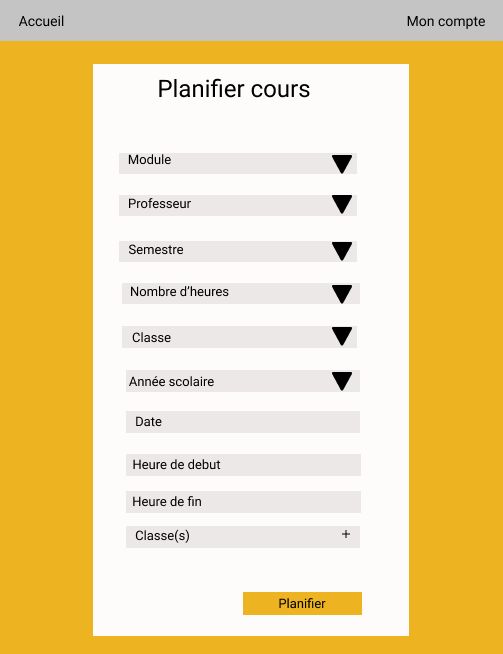 Accueil
Mon compte
Planifier cours
Module
Professeur
Semestre
Nombre d'heures
Classe
Année scolaire
Date
Heure de debut
Heure de fin
Classe(s) +
Planifier